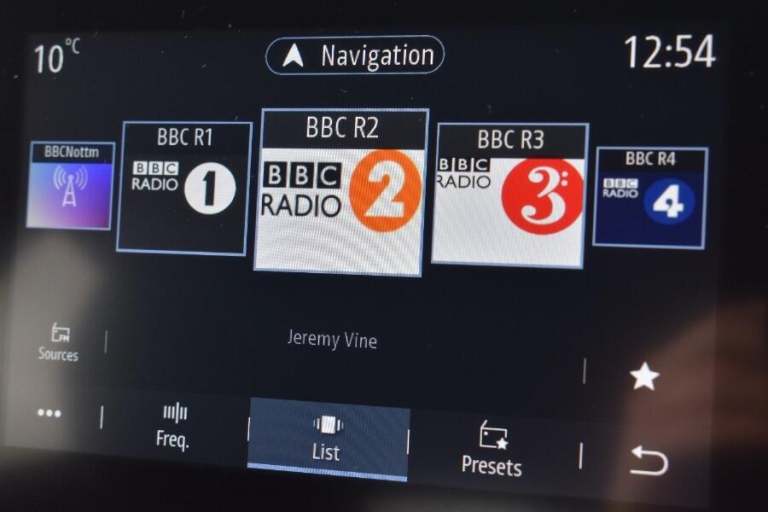 10°C
Navigation
12:54
BBCNottm
BBC R1
BBC R2
BBC R3
BBC R4
BBC
RADIO
1
BBC
RADIO
2
BBC
RADIO
3
BBC
RADIO
4
FM
Sources
Jeremy Vine
Freq.
List
Presets